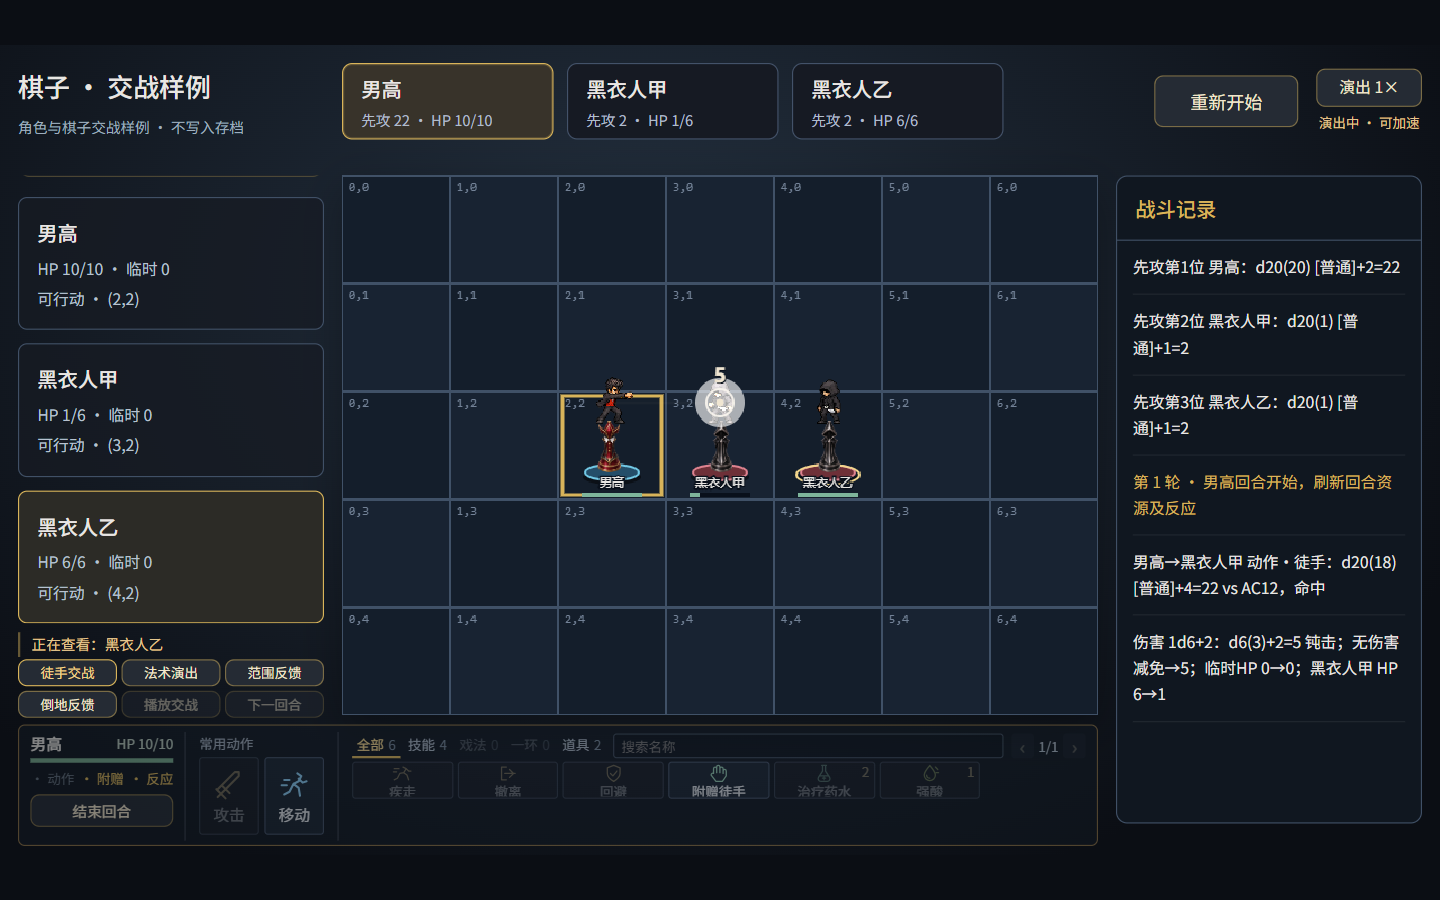 棋子 · 交战样例
角色与棋子交战样例 · 不写入存档
男高
先攻 22 · HP 10/10
黑衣人甲
先攻 2 · HP 1/6
黑衣人乙
先攻 2 · HP 6/6
重新开始
演出 1×
演出中 · 可加速
男高
HP 10/10 · 临时 0
可行动 · (2,2)
黑衣人甲
HP 1/6 · 临时 0
可行动 · (3,2)
黑衣人乙
HP 6/6 · 临时 0
可行动 · (4,2)
正在查看：黑衣人乙
徒手交战 法术演出 范围反馈
倒地反馈 播放交战 下一回合
0,0 1,0 2,0 3,0 4,0 5,0 6,0
0,1 1,1 2,1 3,1 4,1 5,1 6,1
5
0,2 1,2 2,2 3,2 4,2 5,2 6,2
男高 黑衣人甲 黑衣人乙
0,3 1,3 2,3 3,3 4,3 5,3 6,3
0,4 1,4 2,4 3,4 4,4 5,4 6,4
战斗记录
先攻第1位 男高：d20(20) [普通]+2=22
先攻第2位 黑衣人甲：d20(1) [普
通]+1=2
先攻第3位 黑衣人乙：d20(1) [普
通]+1=2
第 1 轮 · 男高回合开始，刷新回合资
源及反应
男高→黑衣人甲 动作·徒手：d20(18)
[普通]+4=22 vs AC12，命中
伤害 1d6+2：d6(3)+2=5 钝击；无伤害
减免→5；临时HP 0→0；黑衣人甲 HP
6→1
男高 HP 10/10
· 动作 · 附赠 · 反应
结束回合
常用动作
攻击 移动
全部 6 技能 4 戏法 0 一环 0 道具 2 搜索名称 ‹ 1/1 ›
疾走 撤离 回避 附赠徒手 治疗药水 2 强酸 1